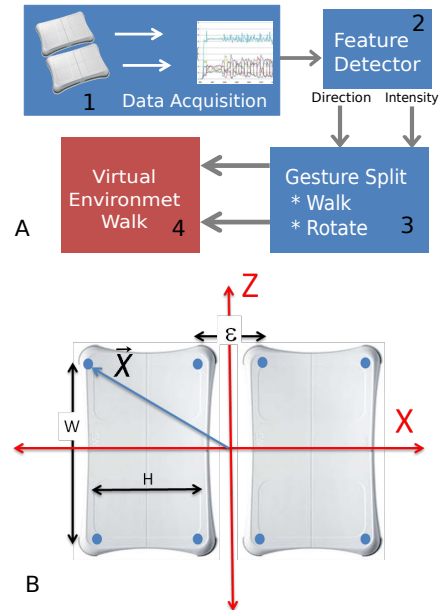 1
Data Acquisition
2
Feature
Detector
Direction
Intensity
Virtual
Environmet
Walk
4
Gesture Split
* Walk
* Rotate
3
A
Z
ε
X⃗
W
X
H
B